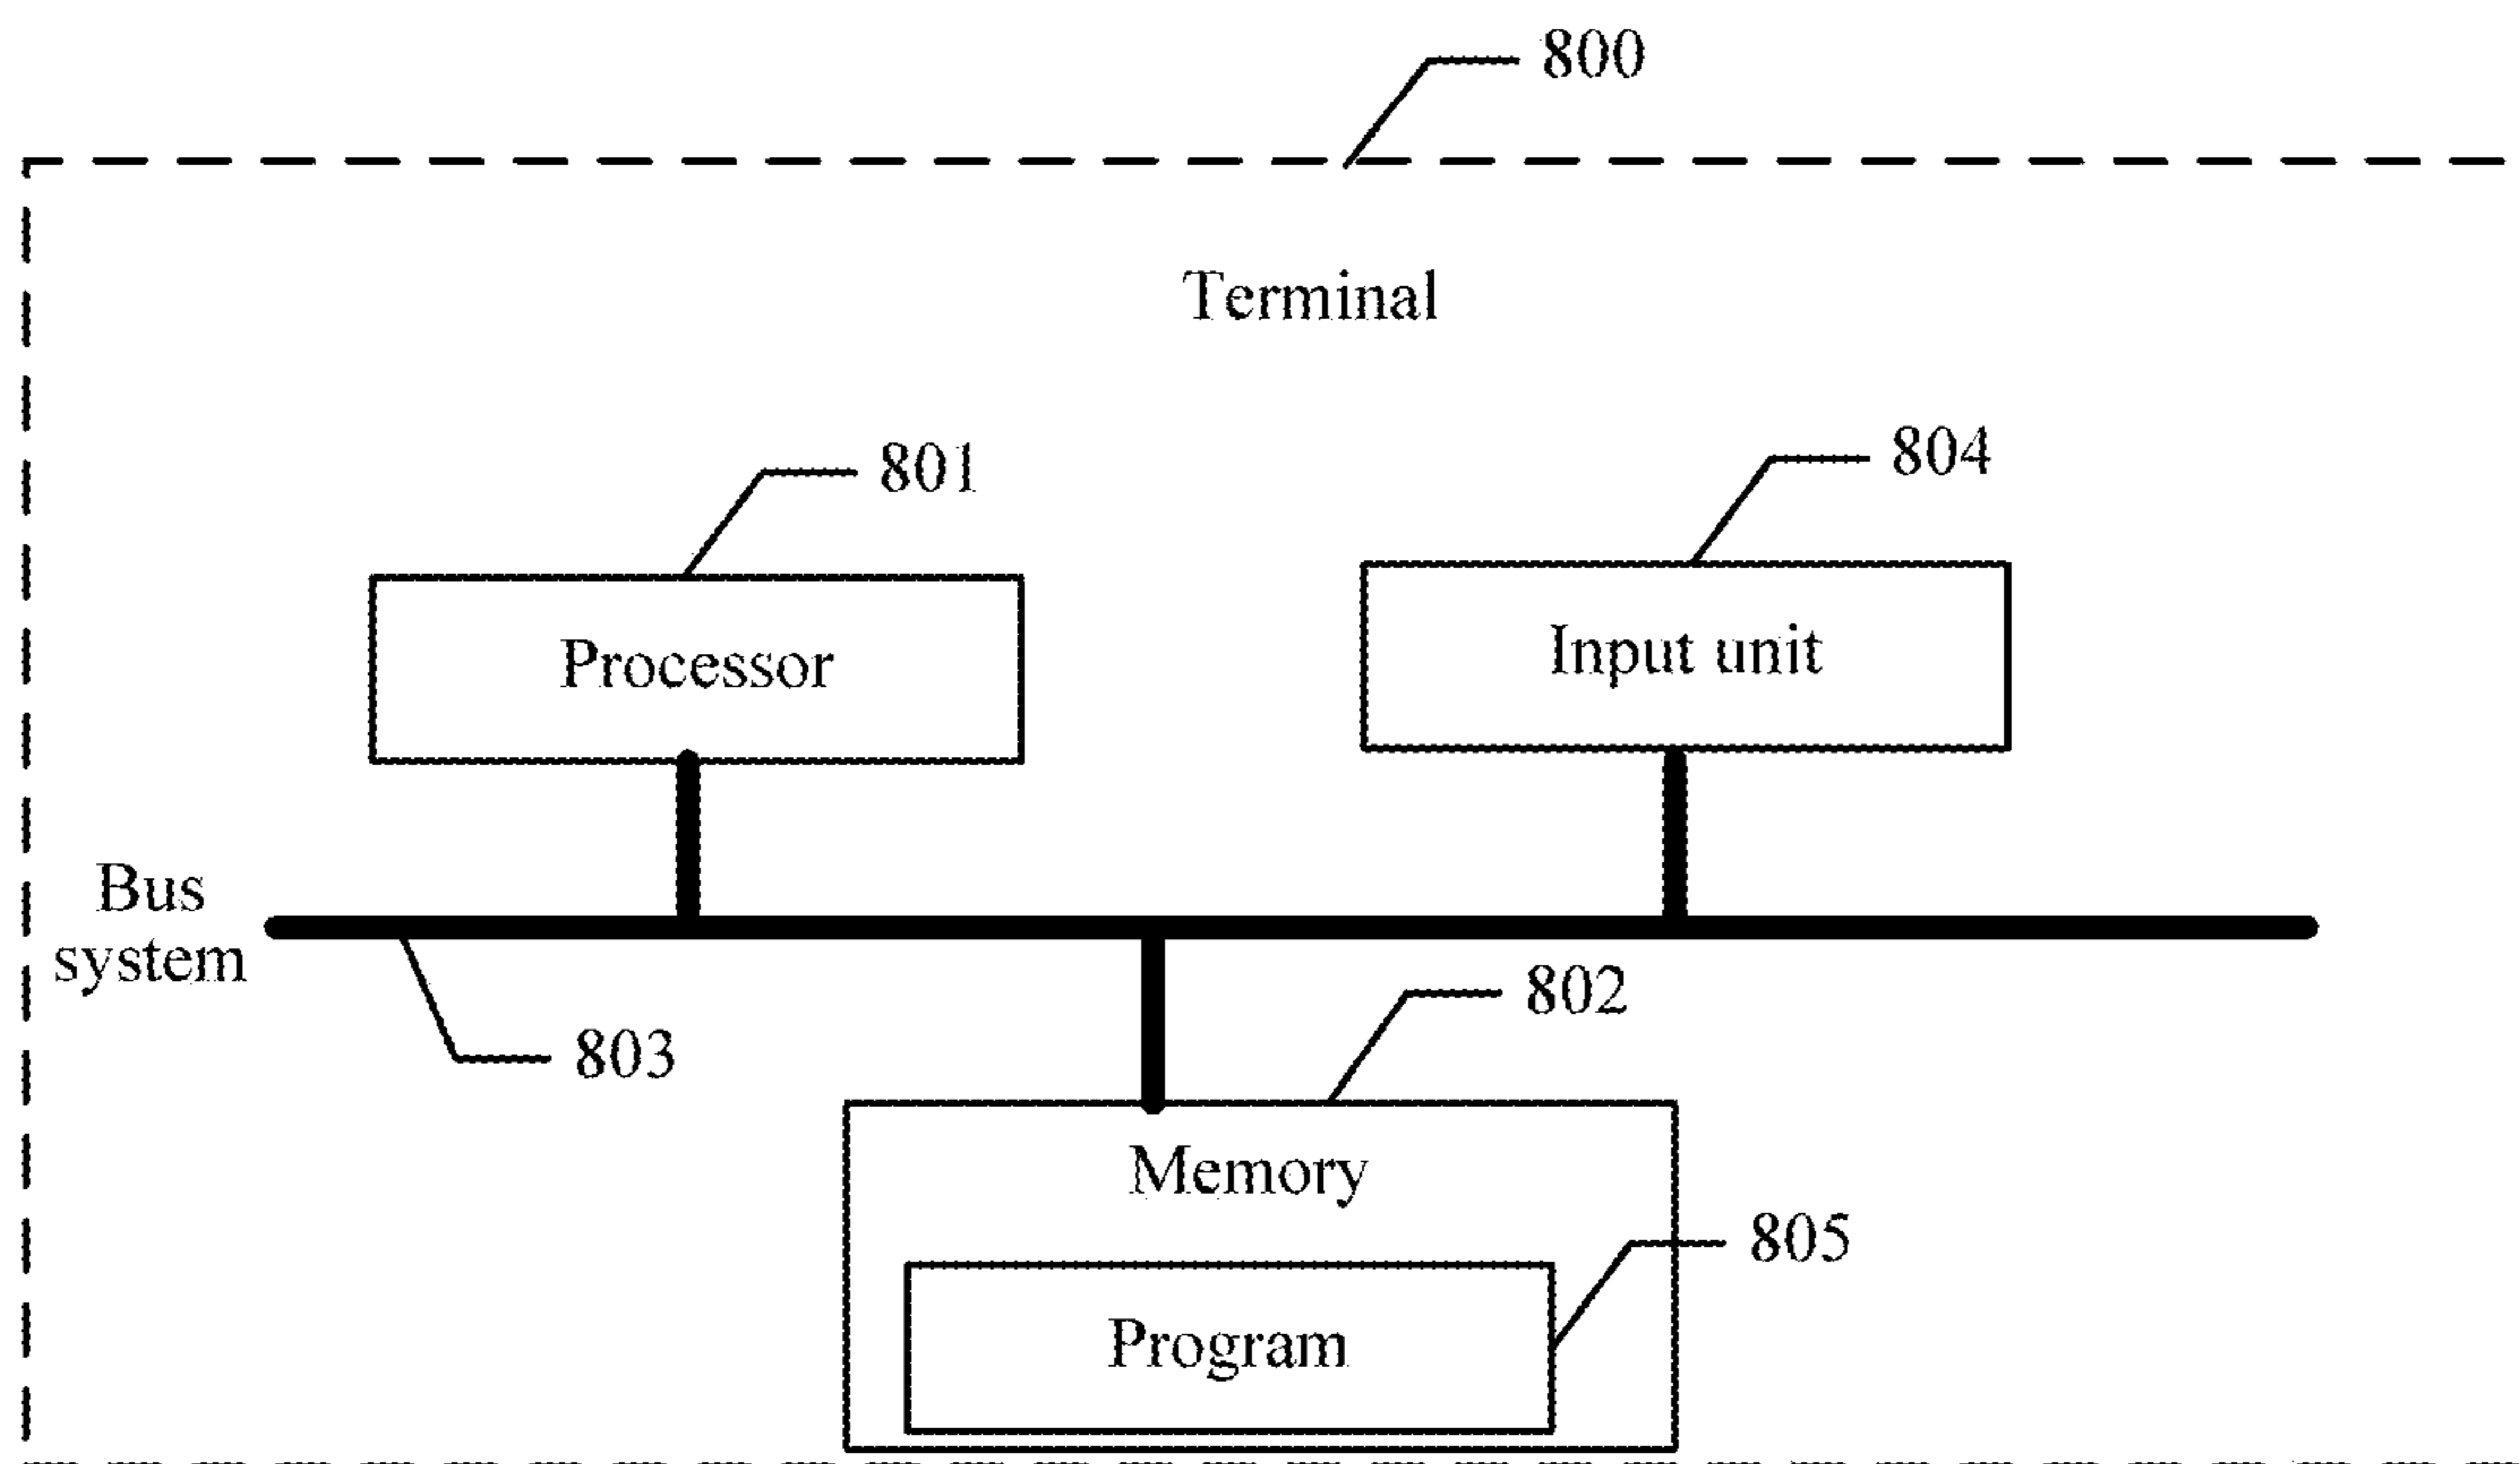 800
Terminal
801
804
Processor
Input unit
Bus
system
802
803
Memory
805
Program